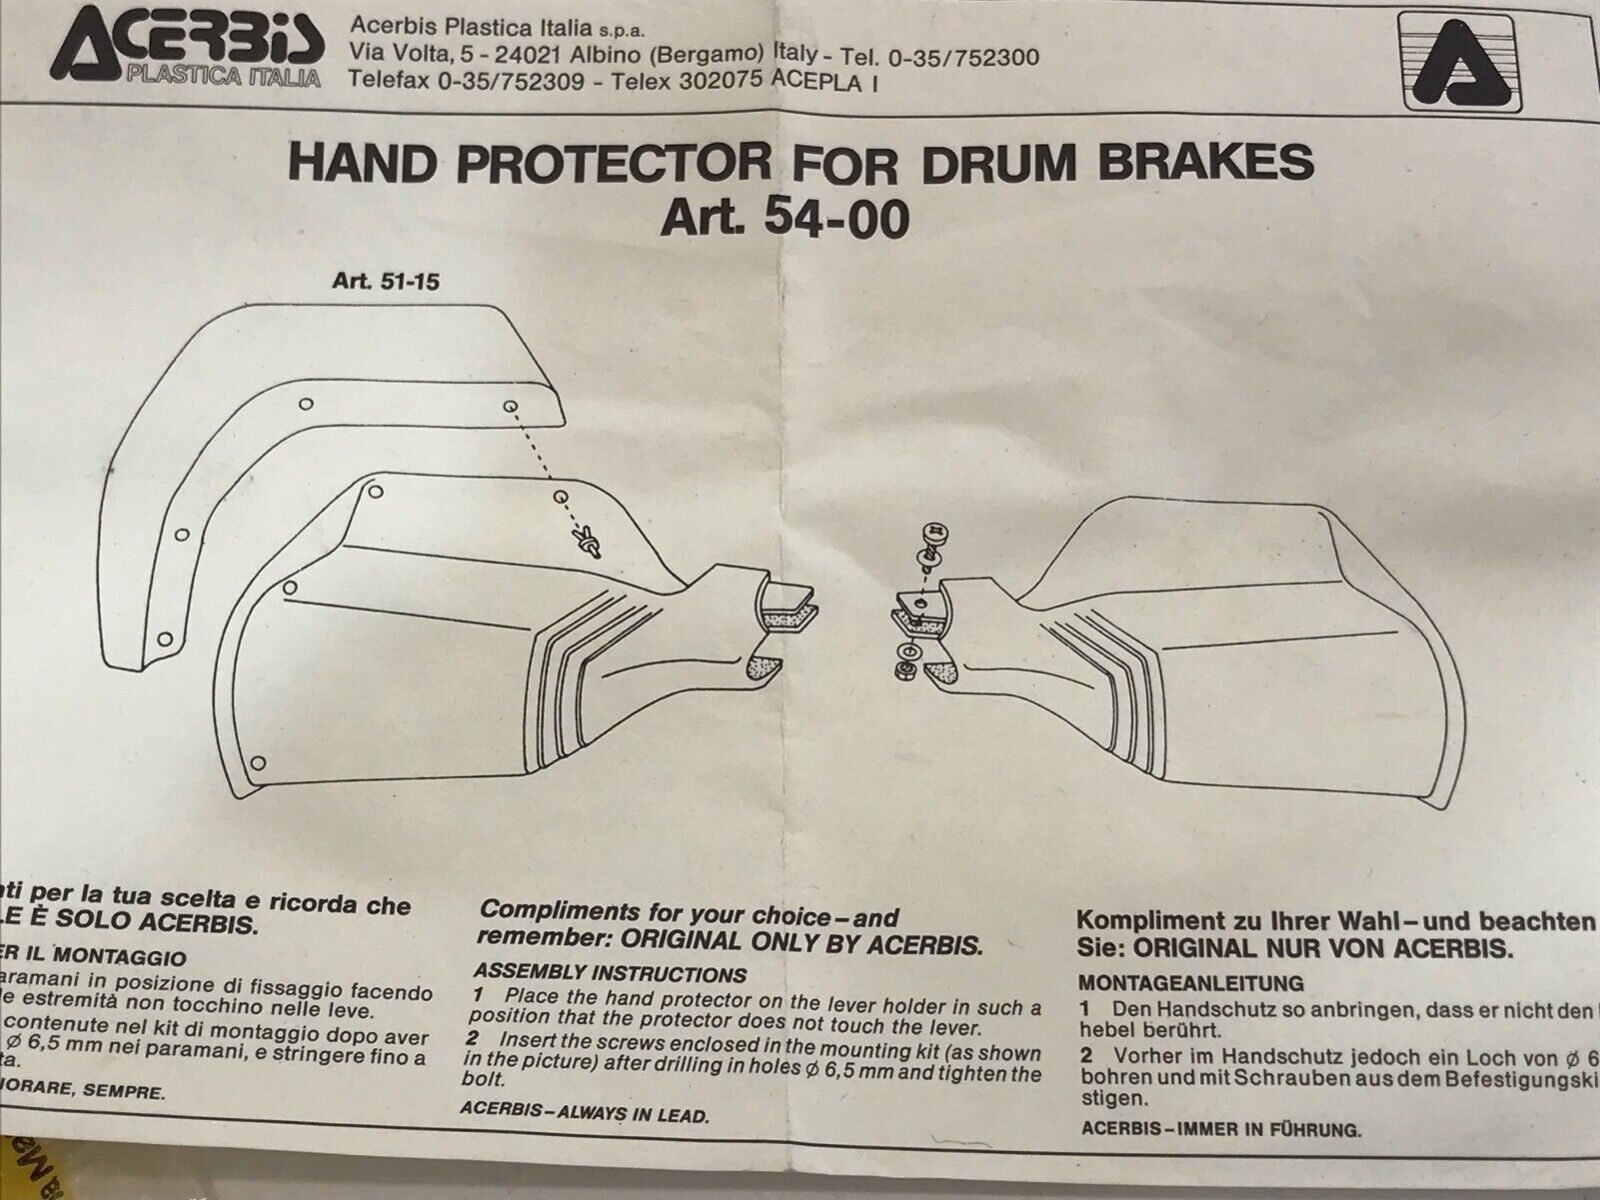 ACERBIS
PLASTICA ITALIA
Acerbis Plastica Italia s.p.a.
Via Volta, 5 - 24021 Albino (Bergamo) Italy - Tel. 0-35/752300
Telefax 0-35/752309 - Telex 302075 ACEPLA I
HAND PROTECTOR FOR DRUM BRAKES
Art. 54-00
Art. 51-15
per la tua scelta e ricorda che
È SOLO ACERBIS.
IL MONTAGGIO
in posizione di fissaggio facendo
estremità non tocchino nelle leve.
contenute nel kit di montaggio dopo aver
ø 6,5 mm nei paramani, e stringere fino a
SEMPRE.
Compliments for your choice – and
remember: ORIGINAL ONLY BY ACERBIS.
ASSEMBLY INSTRUCTIONS
1 Place the hand protector on the lever holder in such a
position that the protector does not touch the lever.
2 Insert the screws enclosed in the mounting kit (as shown
in the picture) after drilling in holes ø 6,5 mm and tighten the
bolt.
ACERBIS – ALWAYS IN LEAD.
Kompliment zu Ihrer Wahl – und beachten
Sie: ORIGINAL NUR VON ACERBIS.
MONTAGEANLEITUNG
1 Den Handschutz so anbringen, dass er nicht den
hebel berührt.
2 Vorher im Handschutz jedoch ein Loch von ø 6
bohren und mit Schrauben aus dem
stigen.
ACERBIS – IMMER IN FÜHRUNG.